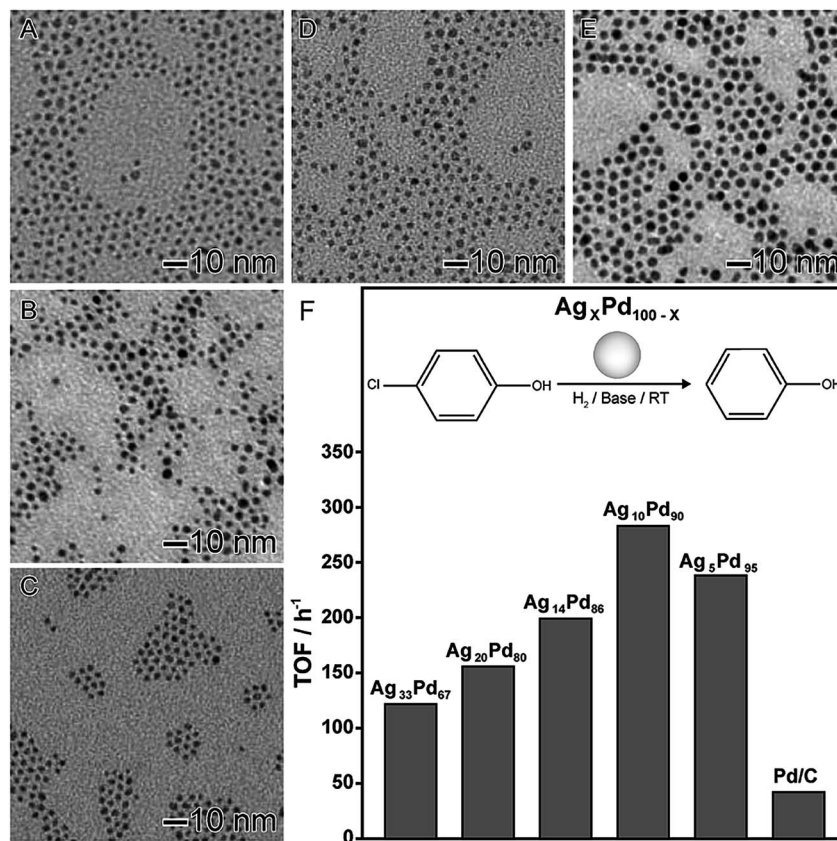 A
10 nm
D
10 nm
E
10 nm
B
10 nm
C
10 nm
F
AgₓPd₁₀₀ ₋ ₓ
Cl
OH
H₂ / Base / RT
OH
TOF / h⁻¹
350
300
250
200
150
100
50
0
Ag₃₃Pd₆₇
Ag₂₀Pd₈₀
Ag₁₄Pd₈₆
Ag₁₀Pd₉₀
Ag₅Pd₉₅
Pd/C